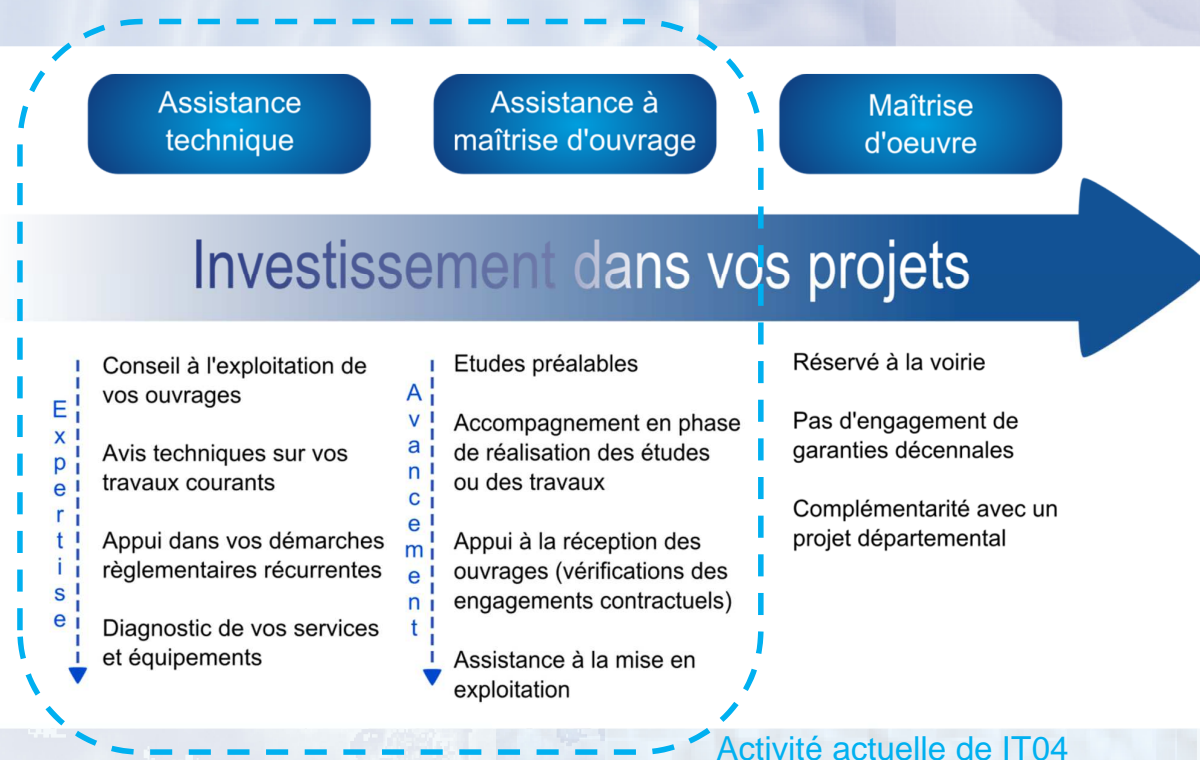 Assistance
technique
Assistance à
maîtrise d'ouvrage
Maîtrise
d'oeuvre
Investissement dans vos projets
Expertise
Conseil à l'exploitation de
vos ouvrages
Avis techniques sur vos
travaux courants
Appui dans vos démarches
règlementaires récurrentes
Diagnostic de vos services
et équipements
Avancement
Etudes préalables
Accompagnement en phase
de réalisation des études
ou des travaux
Appui à la réception des
ouvrages (vérifications des
engagements contractuels)
Assistance à la mise en
exploitation
Réservé à la voirie
Pas d'engagement de
garanties décennales
Complémentarité avec un
projet départemental
Activité actuelle de IT04